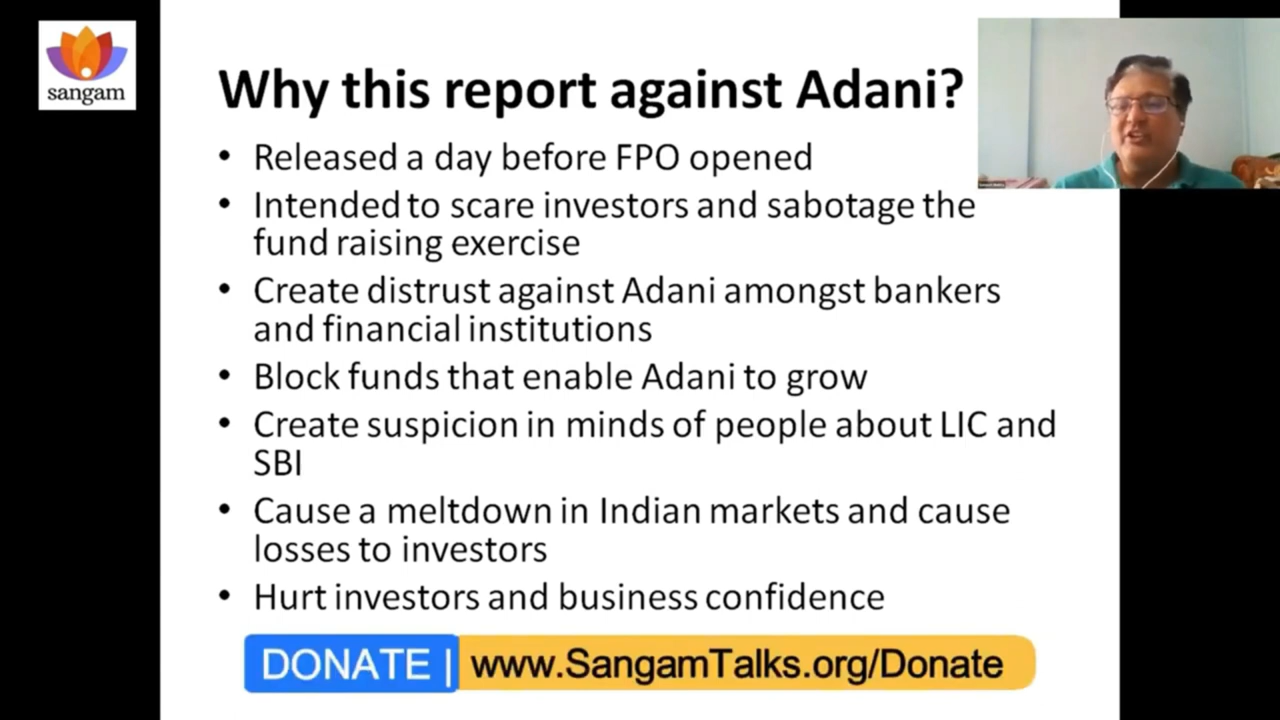 sangam
Why this report against Adani?
• Released a day before FPO opened
• Intended to scare investors and sabotage the
fund raising exercise
• Create distrust against Adani amongst bankers
and financial institutions
• Block funds that enable Adani to grow
• Create suspicion in minds of people about LIC and
SBI
• Cause a meltdown in Indian markets and cause
losses to investors
• Hurt investors and business confidence
DONATE | www.SangamTalks.org/Donate